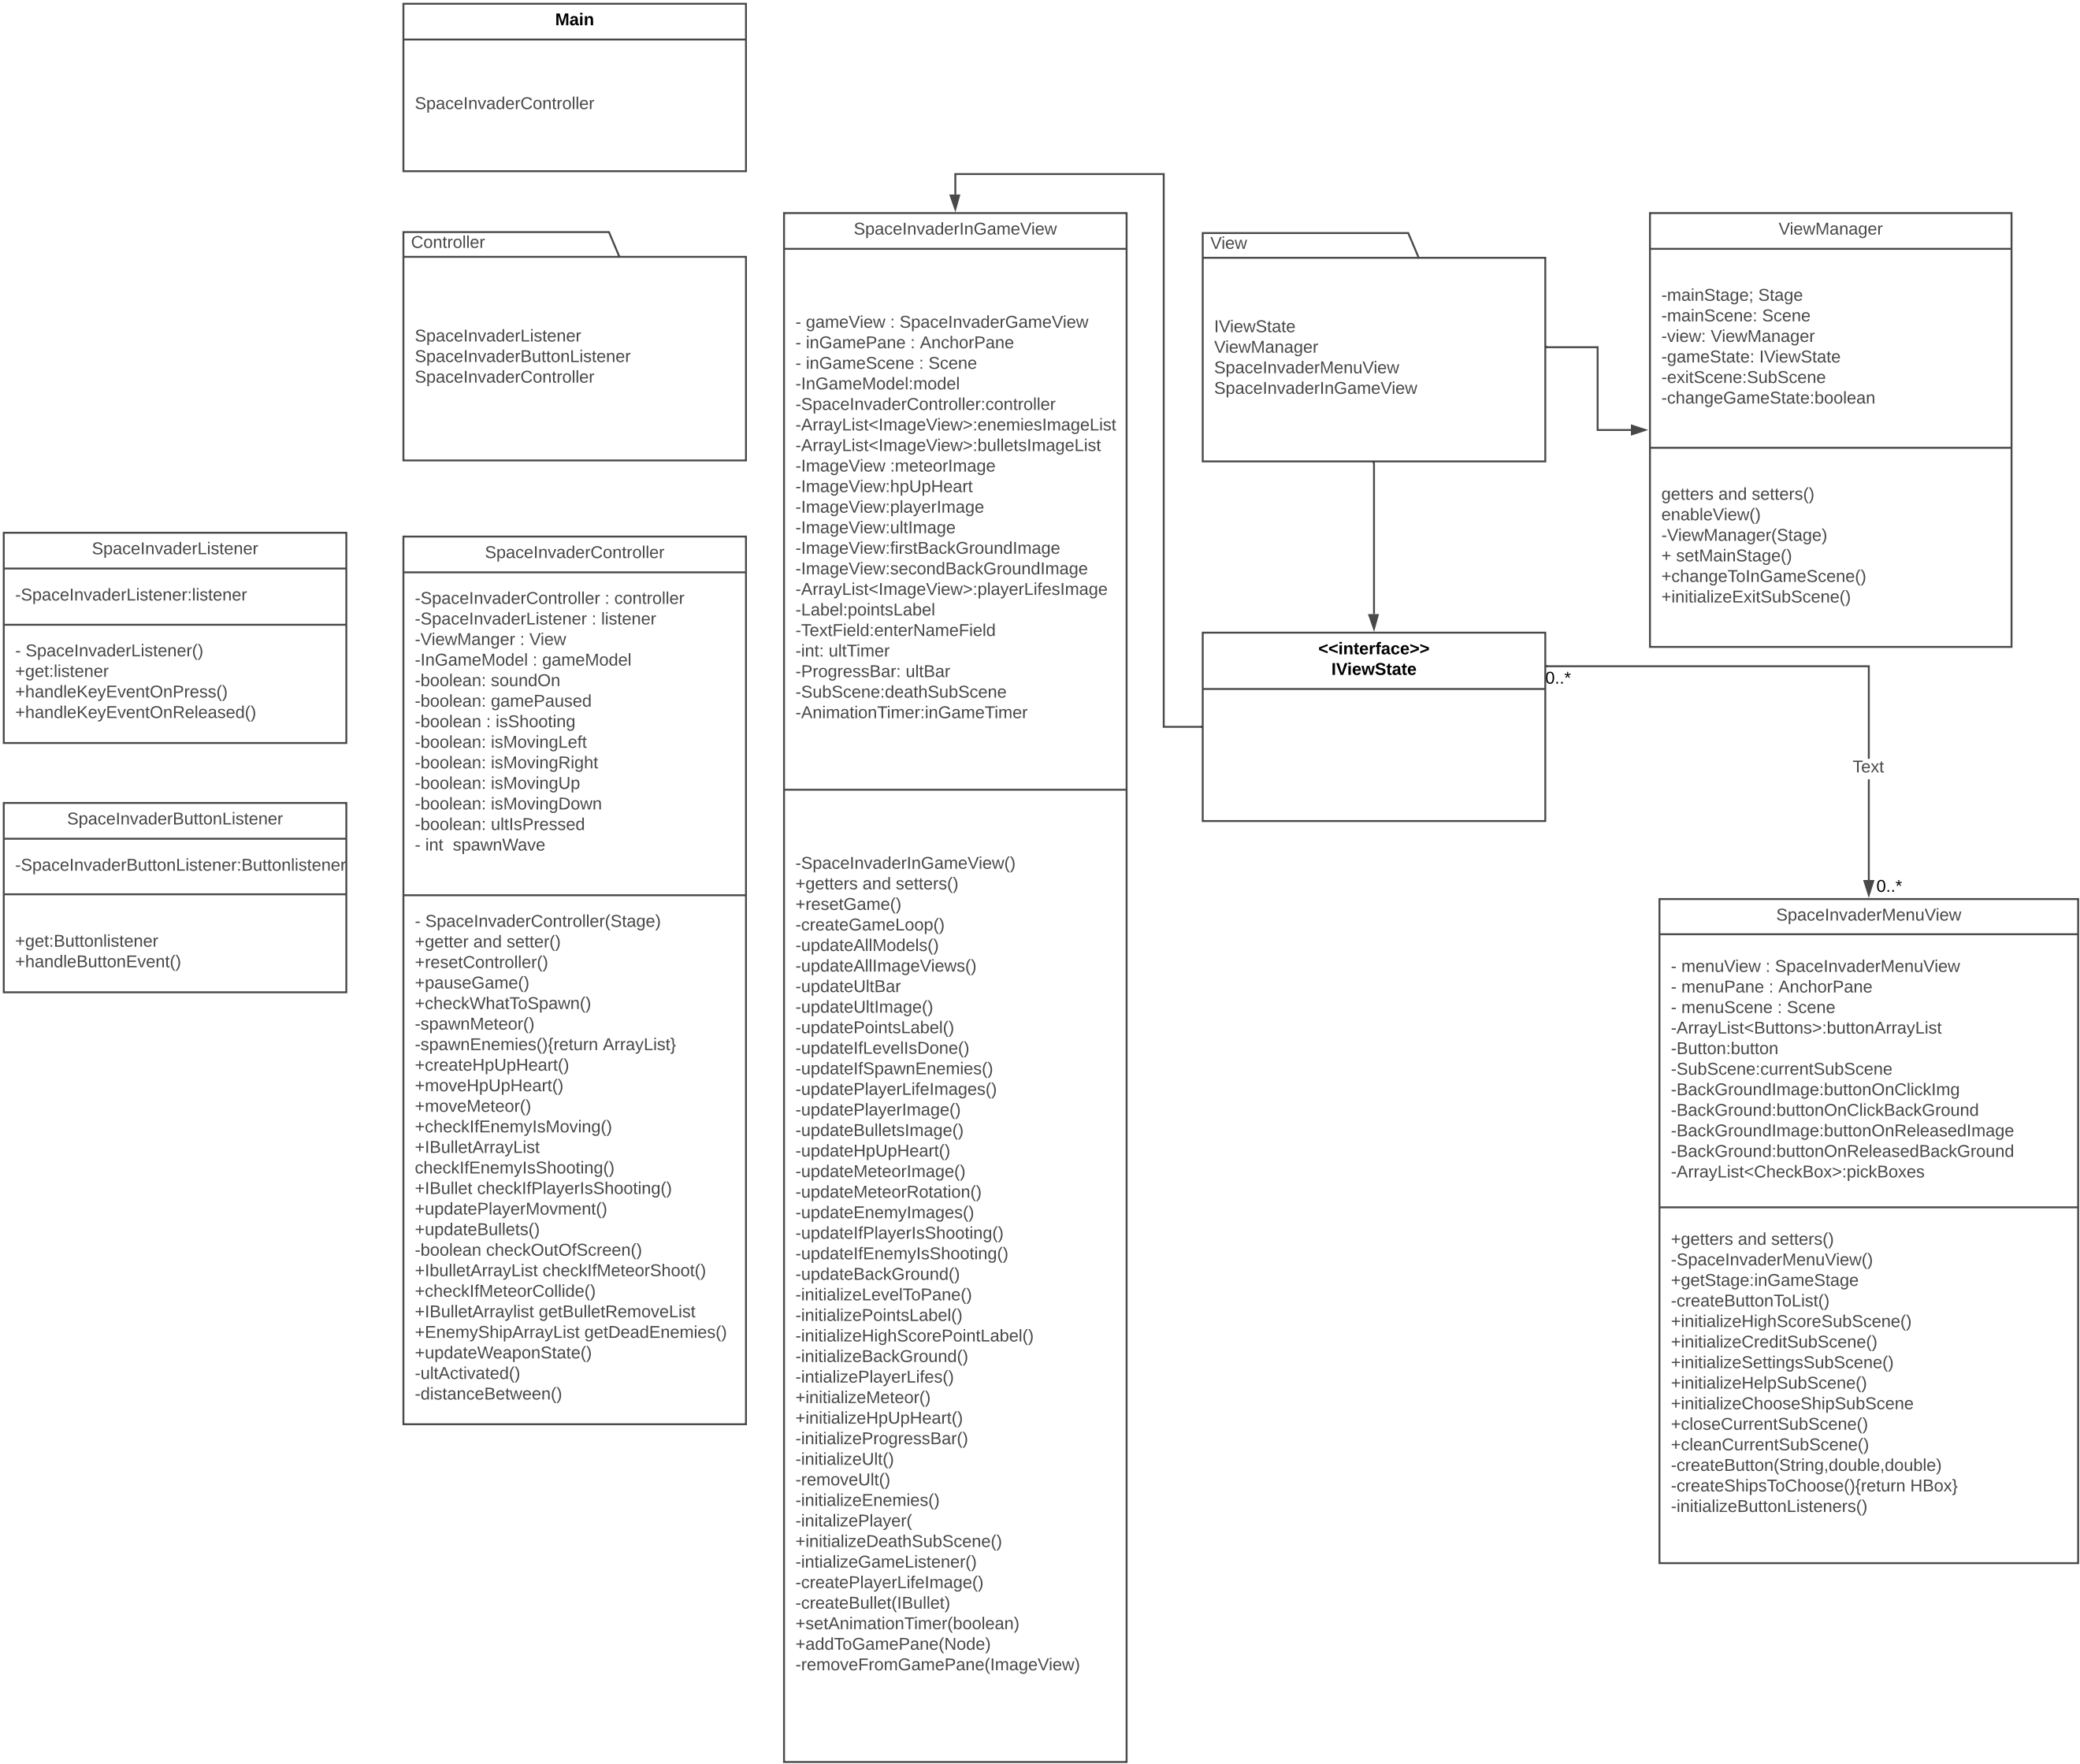 Main
SpaceInvaderController
Controller
SpaceInvaderListener
SpaceInvaderButtonListener
SpaceInvaderController
SpaceInvaderListener
-SpaceInvaderListener:listener
- SpaceInvaderListener()
+get:listener
+handleKeyEventOnPress()
+handleKeyEventOnReleased()
SpaceInvaderButtonListener
-SpaceInvaderButtonListener:Buttonlistener
+get:Buttonlistener
+handleButtonEvent()
SpaceInvaderController
-SpaceInvaderController : controller
-SpaceInvaderListener : listener
-ViewManger : View
-InGameModel : gameModel
-boolean: soundOn
-boolean: gamePaused
-boolean : isShooting
-boolean: isMovingLeft
-boolean: isMovingRight
-boolean: isMovingUp
-boolean: isMovingDown
-boolean: ultIsPressed
- int  spawnWave
- SpaceInvaderController(Stage)
+getter and setter()
+resetController()
+pauseGame()
+checkWhatToSpawn()
-spawnMeteor()
-spawnEnemies(){return ArrayList}
+createHpUpHeart()
+moveHpUpHeart()
+moveMeteor()
+checkIfEnemyIsMoving()
+IBulletArrayList
checkIfEnemyIsShooting()
+IBullet checkIfPlayerIsShooting()
+updatePlayerMovment()
+updateBullets()
-boolean checkOutOfScreen()
+IbulletArrayList checkIfMeteorShoot()
+checkIfMeteorCollide()
+IBulletArraylist getBulletRemoveList
+EnemyShipArrayList getDeadEnemies()
+updateWeaponState()
-ultActivated()
-distanceBetween()
SpaceInvaderInGameView
- gameView : SpaceInvaderGameView
- inGamePane : AnchorPane
- inGameScene : Scene
-InGameModel:model
-SpaceInvaderController:controller
-ArrayList<ImageView>:enemiesImageList
-ArrayList<ImageView>:bulletsImageList
-ImageView :meteorImage
-ImageView:hpUpHeart
-ImageView:playerImage
-ImageView:ultImage
-ImageView:firstBackGroundImage
-ImageView:secondBackGroundImage
-ArrayList<ImageView>:playerLifesImage
-Label:pointsLabel
-TextField:enterNameField
-int: ultTimer
-ProgressBar: ultBar
-SubScene:deathSubScene
-AnimationTimer:inGameTimer
-SpaceInvaderInGameView()
+getters and setters()
+resetGame()
-createGameLoop()
-updateAllModels()
-updateAllImageViews()
-updateUltBar
-updateUltImage()
-updatePointsLabel()
-updateIfLevelIsDone()
-updateIfSpawnEnemies()
-updatePlayerLifeImages()
-updatePlayerImage()
-updateBulletsImage()
-updateHpUpHeart()
-updateMeteorImage()
-updateMeteorRotation()
-updateEnemyImages()
-updateIfPlayerIsShooting()
-updateIfEnemyIsShooting()
-updateBackGround()
-initializeLevelToPane()
-initializePointsLabel()
-initializeHighScorePointLabel()
-initializeBackGround()
-intializePlayerLifes()
+initializeMeteor()
+initializeHpUpHeart()
-initializeProgressBar()
-initializeUlt()
-removeUlt()
-initializeEnemies()
-initalizePlayer(
+initializeDeathSubScene()
-intializeGameListener()
-createPlayerLifeImage()
-createBullet(IBullet)
+setAnimationTimer(boolean)
+addToGamePane(Node)
-removeFromGamePane(ImageView)
View
IViewState
ViewManager
SpaceInvaderMenuView
SpaceInvaderInGameView
<<interface>>
IViewState
0..*
Text
0..*
ViewManager
-mainStage; Stage
-mainScene: Scene
-view: ViewManager
-gameState: IViewState
-exitScene:SubScene
-changeGameState:boolean
getters and setters()
enableView()
-ViewManager(Stage)
+ setMainStage()
+changeToInGameScene()
+initializeExitSubScene()
SpaceInvaderMenuView
- menuView : SpaceInvaderMenuView
- menuPane : AnchorPane
- menuScene : Scene
-ArrayList<Buttons>:buttonArrayList
-Button:button
-SubScene:currentSubScene
-BackGroundImage:buttonOnClickImg
-BackGround:buttonOnClickBackGround
-BackGroundImage:buttonOnReleasedImage
-BackGround:buttonOnReleasedBackGround
-ArrayList<CheckBox>:pickBoxes
+getters and setters()
-SpaceInvaderMenuView()
+getStage:inGameStage
-createButtonToList()
+initializeHighScoreSubScene()
+initializeCreditSubScene()
+initializeSettingsSubScene()
+initializeHelpSubScene()
+initializeChooseShipSubScene
+closeCurrentSubScene()
+cleanCurrentSubScene()
-createButton(String,double,double)
-createShipsToChoose(){return HBox}
-initializeButtonListeners()